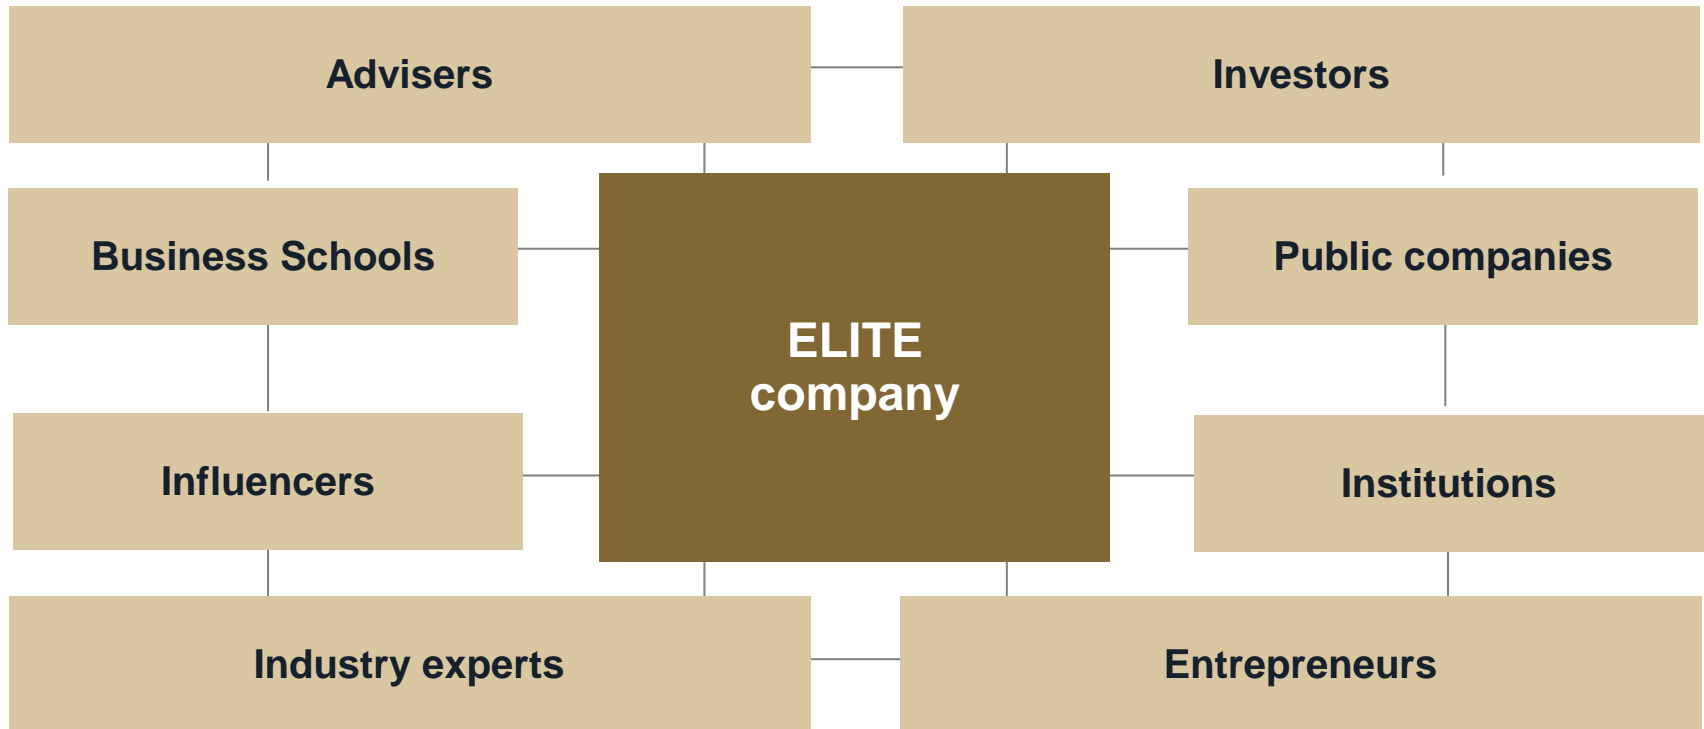 Advisers
Investors
Business Schools
Public companies
ELITE
company
Influencers
Institutions
Industry experts
Entrepreneurs